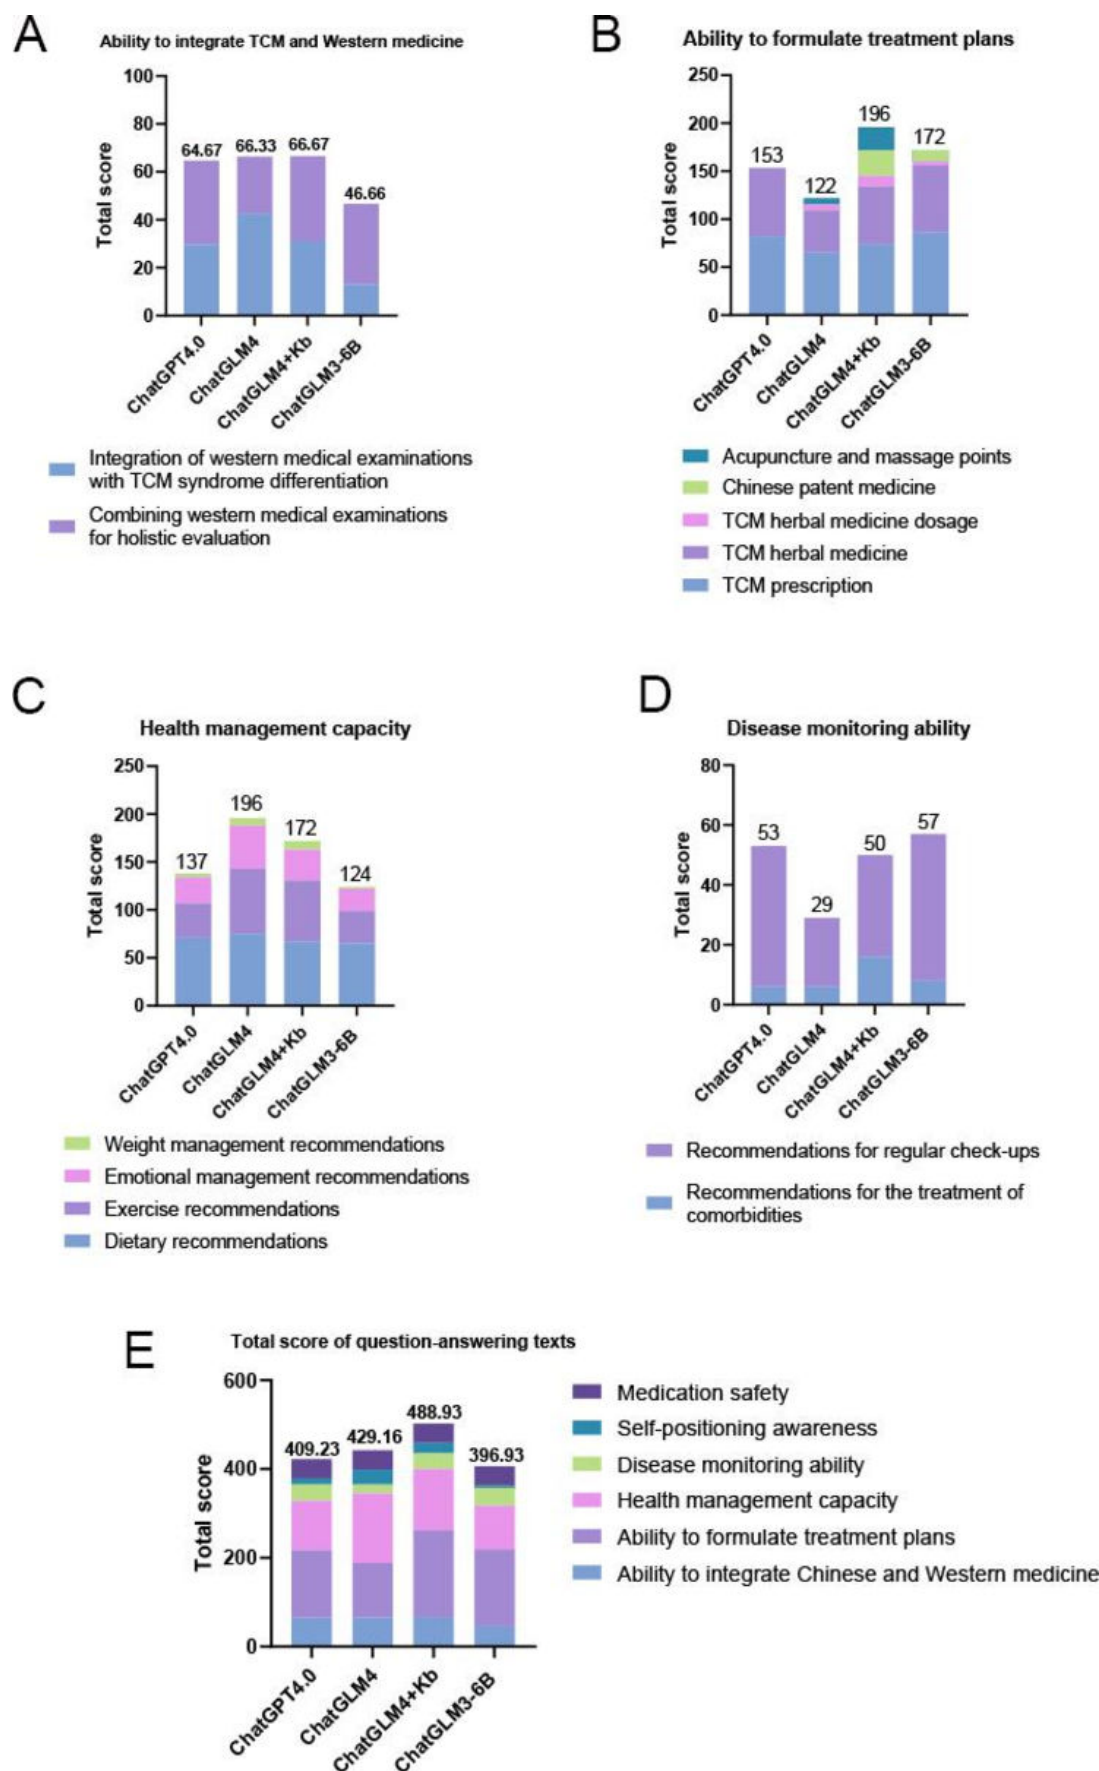 A
Ability to integrate TCM and Western medicine
Total score
100
80
60
40
20
0
64.67
66.33
66.67
46.66
ChatGPT4.0
ChatGLM4
ChatGLM4+Kb
ChatGLM3-6B
Integration of western medical examinations
with TCM syndrome differentiation
Combining western medical examinations
for holistic evaluation
B
Ability to formulate treatment plans
Total score
250
200
150
100
50
0
153
122
196
172
ChatGPT4.0
ChatGLM4
ChatGLM4+Kb
ChatGLM3-6B
Acupuncture and massage points
Chinese patent medicine
TCM herbal medicine dosage
TCM herbal medicine
TCM prescription
C
Health management capacity
Total score
250
200
150
100
50
0
137
196
172
124
ChatGPT4.0
ChatGLM4
ChatGLM4+Kb
ChatGLM3-6B
Weight management recommendations
Emotional management recommendations
Exercise recommendations
Dietary recommendations
D
Disease monitoring ability
Total score
80
60
40
20
0
53
29
50
57
ChatGPT4.0
ChatGLM4
ChatGLM4+Kb
ChatGLM3-6B
Recommendations for regular check-ups
Recommendations for the treatment of
comorbidities
E
Total score of question-answering texts
Total score
600
400
200
0
409.23
429.16
488.93
396.93
ChatGPT4.0
ChatGLM4
ChatGLM4+Kb
ChatGLM3-6B
Medication safety
Self-positioning awareness
Disease monitoring ability
Health management capacity
Ability to formulate treatment plans
Ability to integrate Chinese and Western medicine